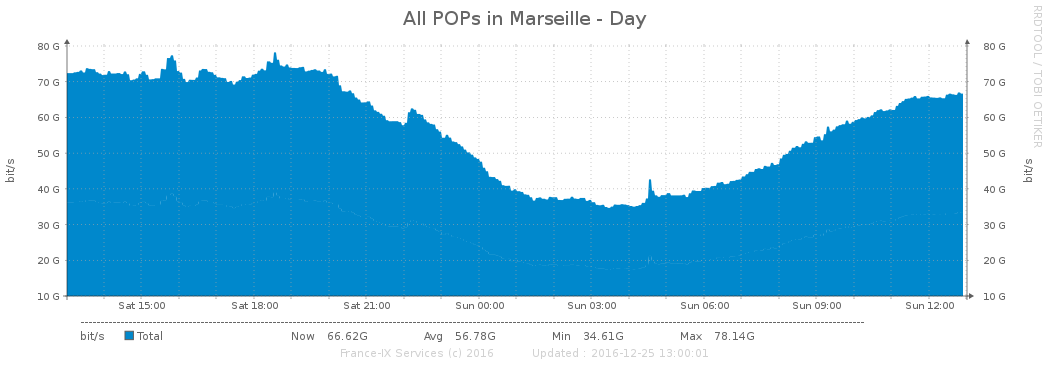 All POPs in Marseille - Day
RRDTOOL / TOBI OETIKER
80 G 80 G
70 G 70 G
60 G 60 G
50 G 50 G
40 G 40 G
30 G 30 G
20 G 20 G
10 G 10 G
bit/s bit/s
Sat 15:00 Sat 18:00 Sat 21:00 Sun 00:00 Sun 03:00 Sun 06:00 Sun 09:00 Sun 12:00
bit/s Total Now 66.62G Avg 56.78G Min 34.61G Max 78.14G
France-IX Services (c) 2016 Updated : 2016-12-25 13:00:01